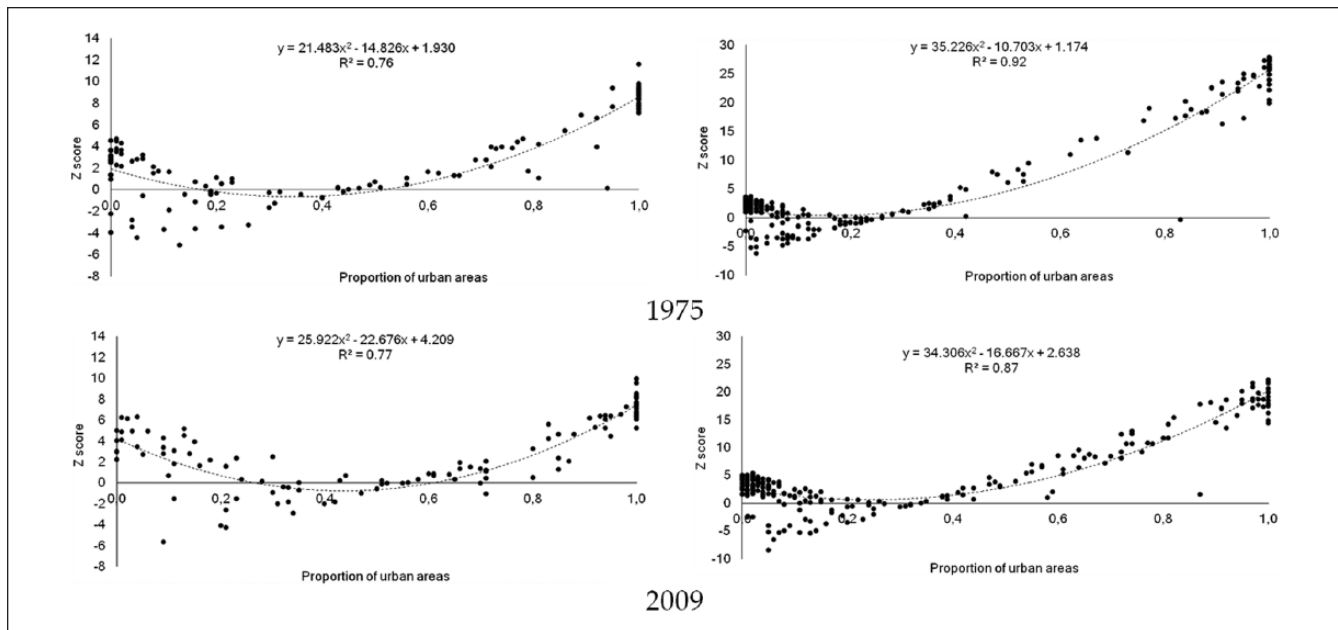 y = 21.483x² - 14.826x + 1.930
R² = 0.76
14
12
10
8
6
4
2
0
-2
-4
-6
-8
Z score
0,0 0,2 0,4 0,6 0,8 1,0
Proportion of urban areas
y = 35.226x² - 10.703x + 1.174
R² = 0.92
30
25
20
15
10
5
0
-5
-10
Z score
0,0 0,2 0,4 0,6 0,8 1,0
Proportion of urban areas
1975
y = 25.922x² - 22.676x + 4.209
R² = 0.77
14
12
10
8
6
4
2
0
-2
-4
-6
-8
Z score
0,0 0,2 0,4 0,6 0,8 1,0
Proportion of urban areas
y = 34.306x² - 16.667x + 2.638
R² = 0.87
30
25
20
15
10
5
0
-5
-10
Z score
0,0 0,2 0,4 0,6 0,8 1,0
Proportion of urban areas
2009